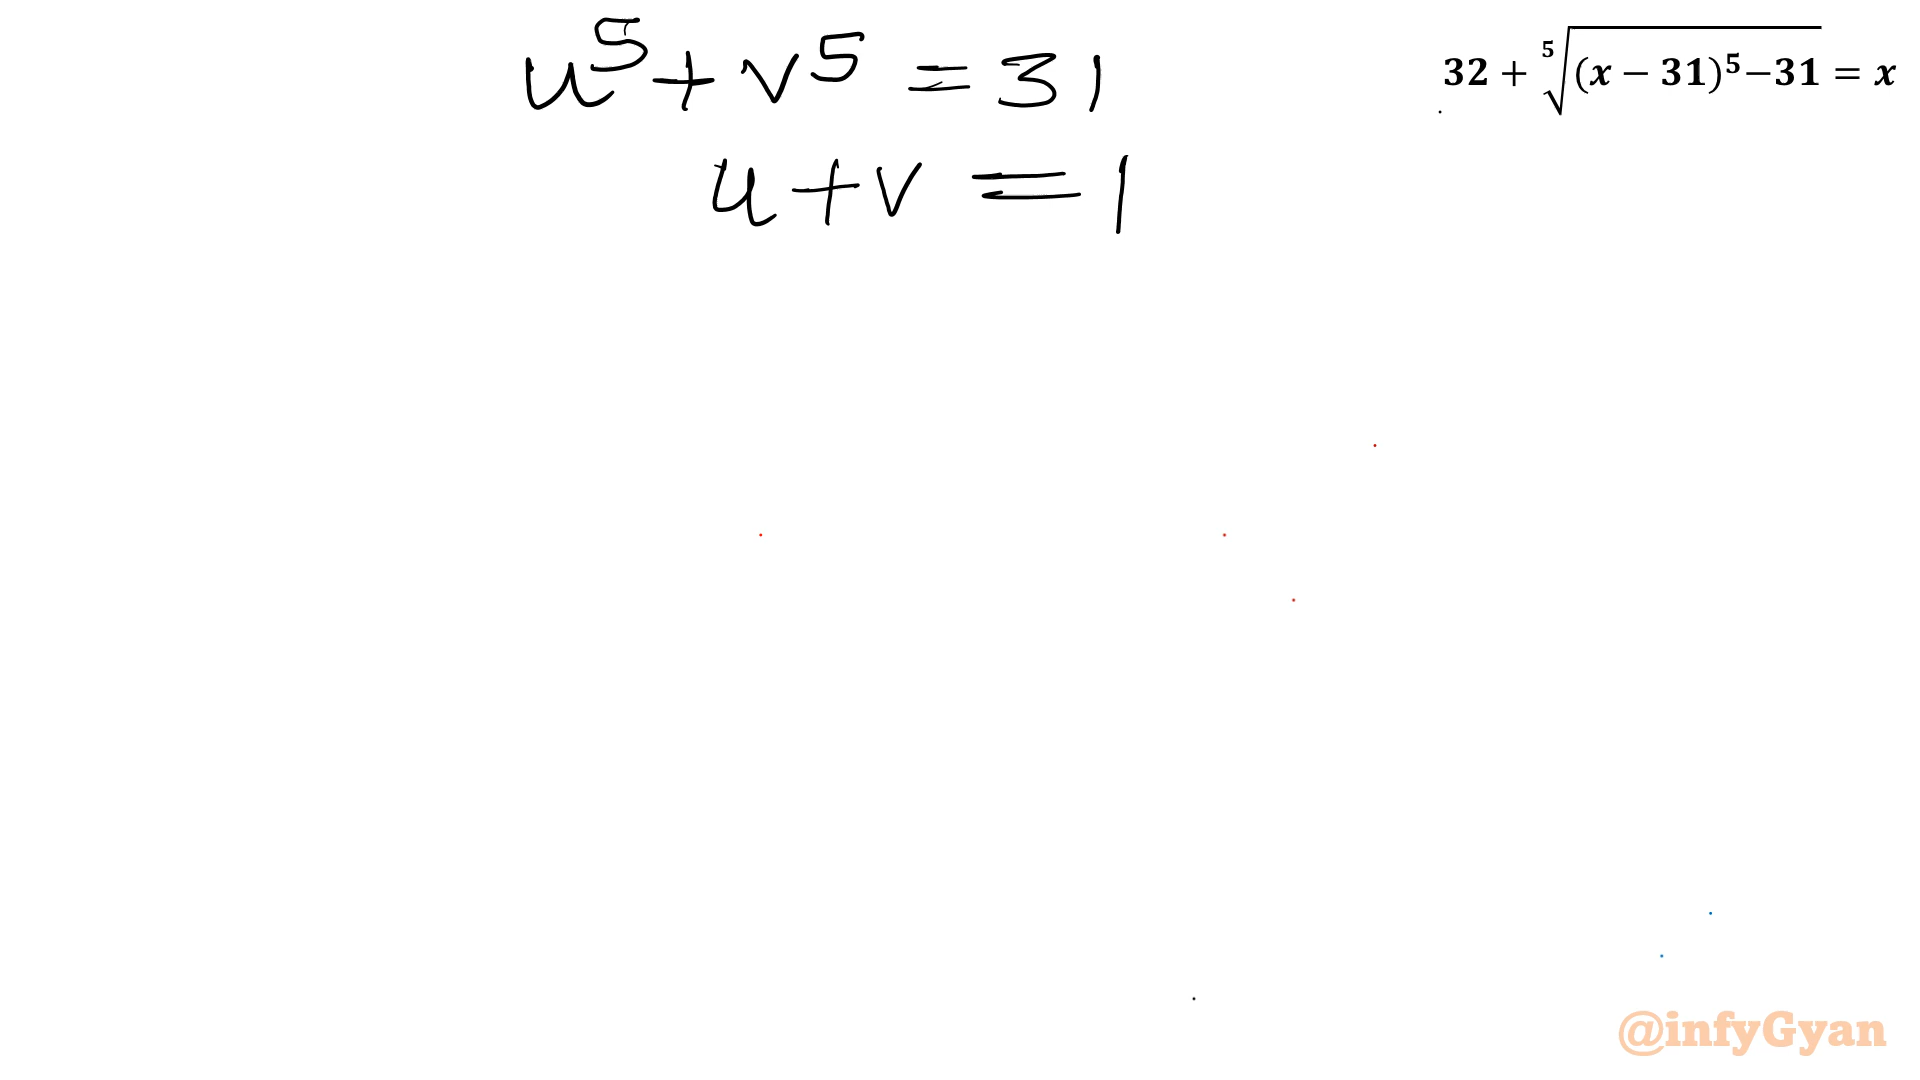 u⁵ + v⁵ = 31
32 + ⁵√((x − 31)⁵−31) = x
u + v = 1
@infyGyan